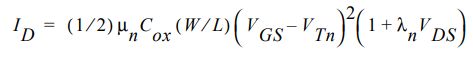 I_D = (1/2) μ_n C_ox (W/L) (V_GS – V_Tn)^2 (1 + λ_n V_DS)